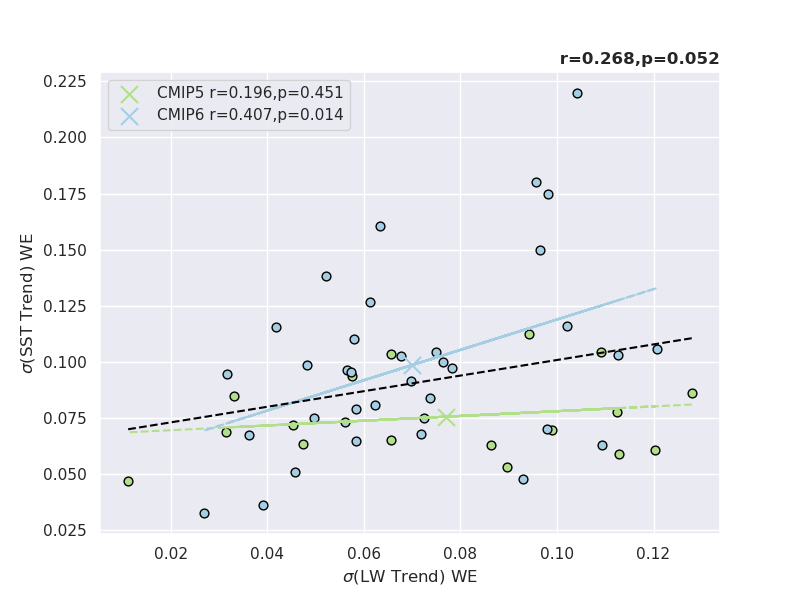 r=0.268,p=0.052
CMIP5 r=0.196,p=0.451
CMIP6 r=0.407,p=0.014
0.225
0.200
0.175
0.150
0.125
0.100
0.075
0.050
0.025
σ(SST Trend) WE
0.02 0.04 0.06 0.08 0.10 0.12
σ(LW Trend) WE